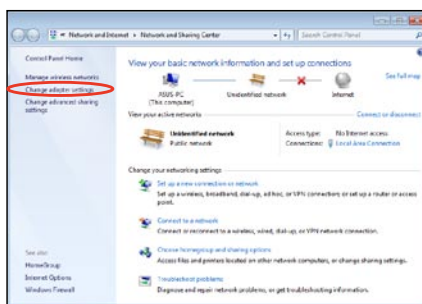 « Network and Internet ▸ Network and Sharing Center
Search Control Panel
Control Panel Home
Manage wireless networks
Change adapter settings
Change advanced sharing
settings
See also
HomeGroup
Internet Options
Windows Firewall
View your basic network information and set up connections
ASUS-PC
(This computer)
Unidentified network
Internet
See full map
View your active networks
Connect or disconnect
Unidentified network
Public network
Access type: No Internet access
Connections: Local Area Connection
Change your networking settings
Set up a new connection or network
Set up a wireless, broadband, dial-up, ad hoc, or VPN connection; or set up a router or access
point.
Connect to a network
Connect or reconnect to a wireless, wired, dial-up, or VPN network connection.
Choose homegroup and sharing options
Access files and printers located on other network computers, or change sharing settings.
Troubleshoot problems
Diagnose and repair network problems, or get troubleshooting information.